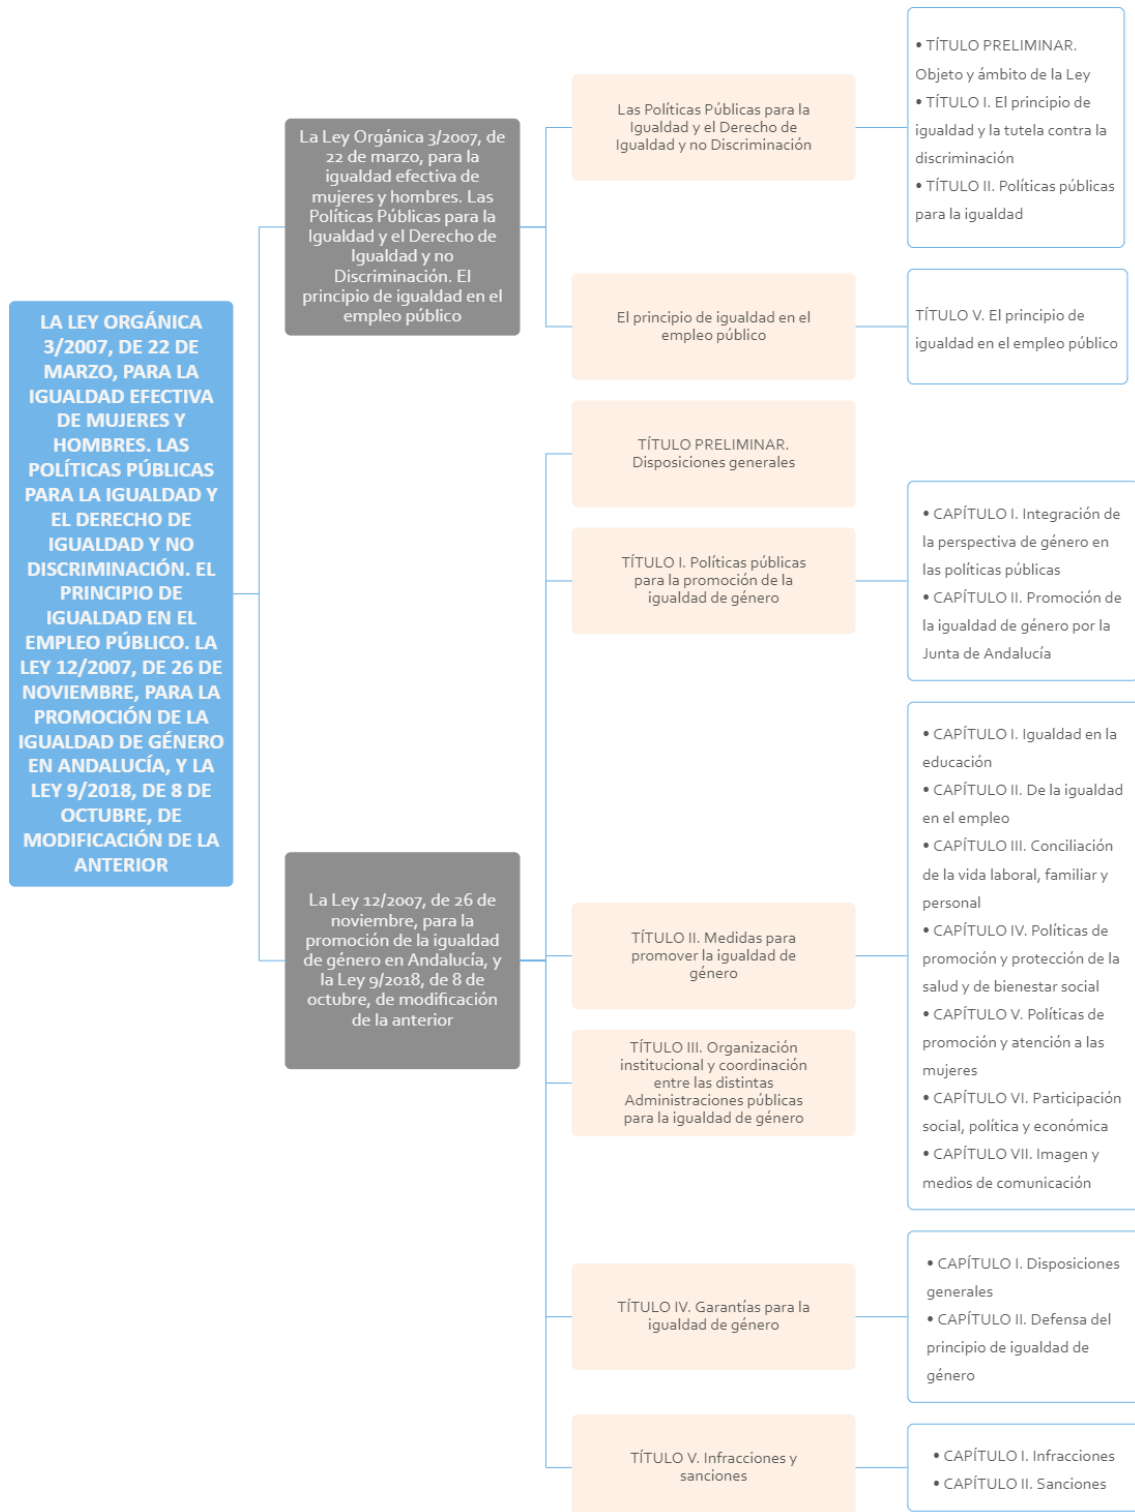 LA LEY ORGÁNICA
3/2007, DE 22 DE
MARZO, PARA LA
IGUALDAD EFECTIVA
DE MUJERES Y
HOMBRES. LAS
POLÍTICAS PÚBLICAS
PARA LA IGUALDAD Y
EL DERECHO DE
IGUALDAD Y NO
DISCRIMINACIÓN. EL
PRINCIPIO DE
IGUALDAD EN EL
EMPLEO PÚBLICO. LA
LEY 12/2007, DE 26 DE
NOVIEMBRE, PARA LA
PROMOCIÓN DE LA
IGUALDAD DE GÉNERO
EN ANDALUCÍA, Y LA
LEY 9/2018, DE 8 DE
OCTUBRE, DE
MODIFICACIÓN DE LA
ANTERIOR
La Ley Orgánica 3/2007, de
22 de marzo, para la
igualdad efectiva de
mujeres y hombres. Las
Políticas Públicas para la
Igualdad y el Derecho de
Igualdad y no
Discriminación. El
principio de igualdad en el
empleo público
Las Políticas Públicas para la
Igualdad y el Derecho de
Igualdad y no Discriminación
• TÍTULO PRELIMINAR.
Objeto y ámbito de la Ley
• TÍTULO I. El principio de
igualdad y la tutela contra la
discriminación
• TÍTULO II. Políticas públicas
para la igualdad
El principio de igualdad en el
empleo público
TÍTULO V. El principio de
igualdad en el empleo público
La Ley 12/2007, de 26 de
noviembre, para la
promoción de la igualdad
de género en Andalucía, y
la Ley 9/2018, de 8 de
octubre, de modificación
de la anterior
TÍTULO PRELIMINAR.
Disposiciones generales
TÍTULO I. Políticas públicas
para la promoción de la
igualdad de género
• CAPÍTULO I. Integración de
la perspectiva de género en
las políticas públicas
• CAPÍTULO II. Promoción de
la igualdad de género por la
Junta de Andalucía
TÍTULO II. Medidas para
promover la igualdad de
género
• CAPÍTULO I. Igualdad en la
educación
• CAPÍTULO II. De la igualdad
en el empleo
• CAPÍTULO III. Conciliación
de la vida laboral, familiar y
personal
• CAPÍTULO IV. Políticas de
promoción y protección de la
salud y de bienestar social
• CAPÍTULO V. Políticas de
promoción y atención a las
mujeres
• CAPÍTULO VI. Participación
social, política y económica
• CAPÍTULO VII. Imagen y
medios de comunicación
TÍTULO III. Organización
institucional y coordinación
entre las distintas
Administraciones públicas
para la igualdad de género
TÍTULO IV. Garantías para la
igualdad de género
• CAPÍTULO I. Disposiciones
generales
• CAPÍTULO II. Defensa del
principio de igualdad de
género
TÍTULO V. Infracciones y
sanciones
• CAPÍTULO I. Infracciones
• CAPÍTULO II. Sanciones